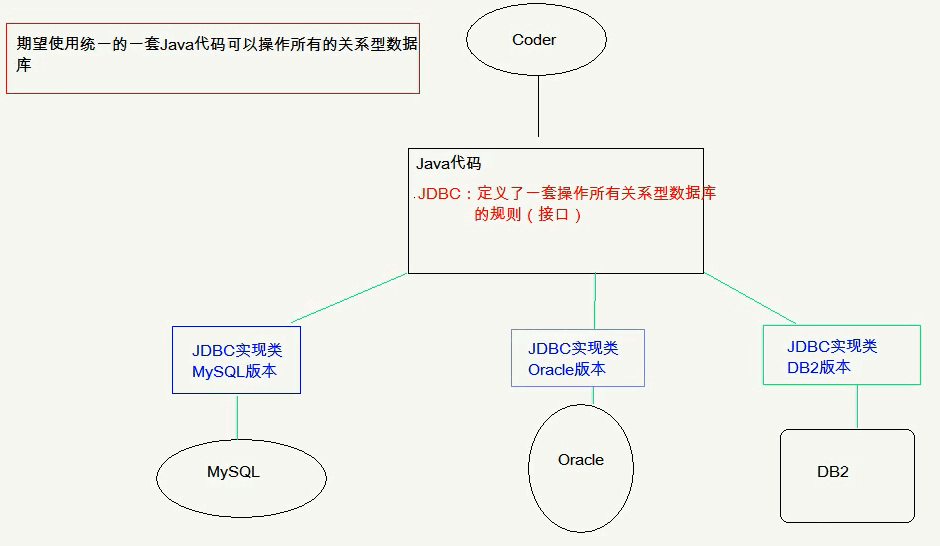 期望使用统一的一套Java代码可以操作所有的关系型数据
库
Coder
Java代码
.JDBC：定义了一套操作所有关系型数据库
的规则（接口）
JDBC实现类
MySQL版本
JDBC实现类
Oracle版本
JDBC实现类
DB2版本
MySQL
Oracle
DB2